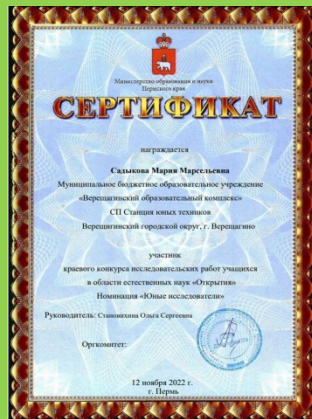 Министерство образования и науки
Пермского края
СЕРТИФИКАТ
награждается
Садыкова Мария Марсельевна
Муниципальное бюджетное образовательное учреждение
«Верещагинский образовательный комплекс»
СП Станция юных техников
Верещагинский городской округ, г. Верещагино
участник
краевого конкурса исследовательских работ учащихся
в области естественных наук «Открытия»
Номинация «Юные исследователи»
Руководитель: Становкина Ольга Сергеевна
Оргкомитет:
12 ноября 2022 г.
г. Пермь